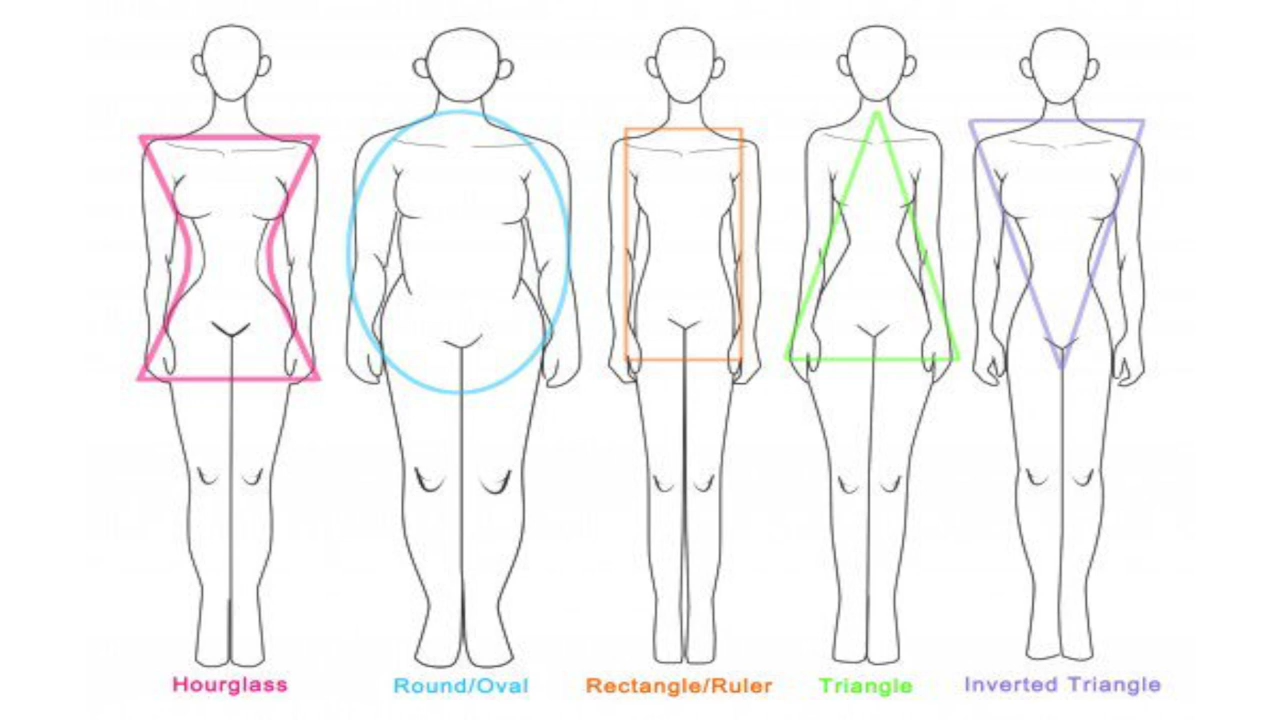 Hourglass
Round/Oval
Rectangle/Ruler
Triangle
Inverted Triangle